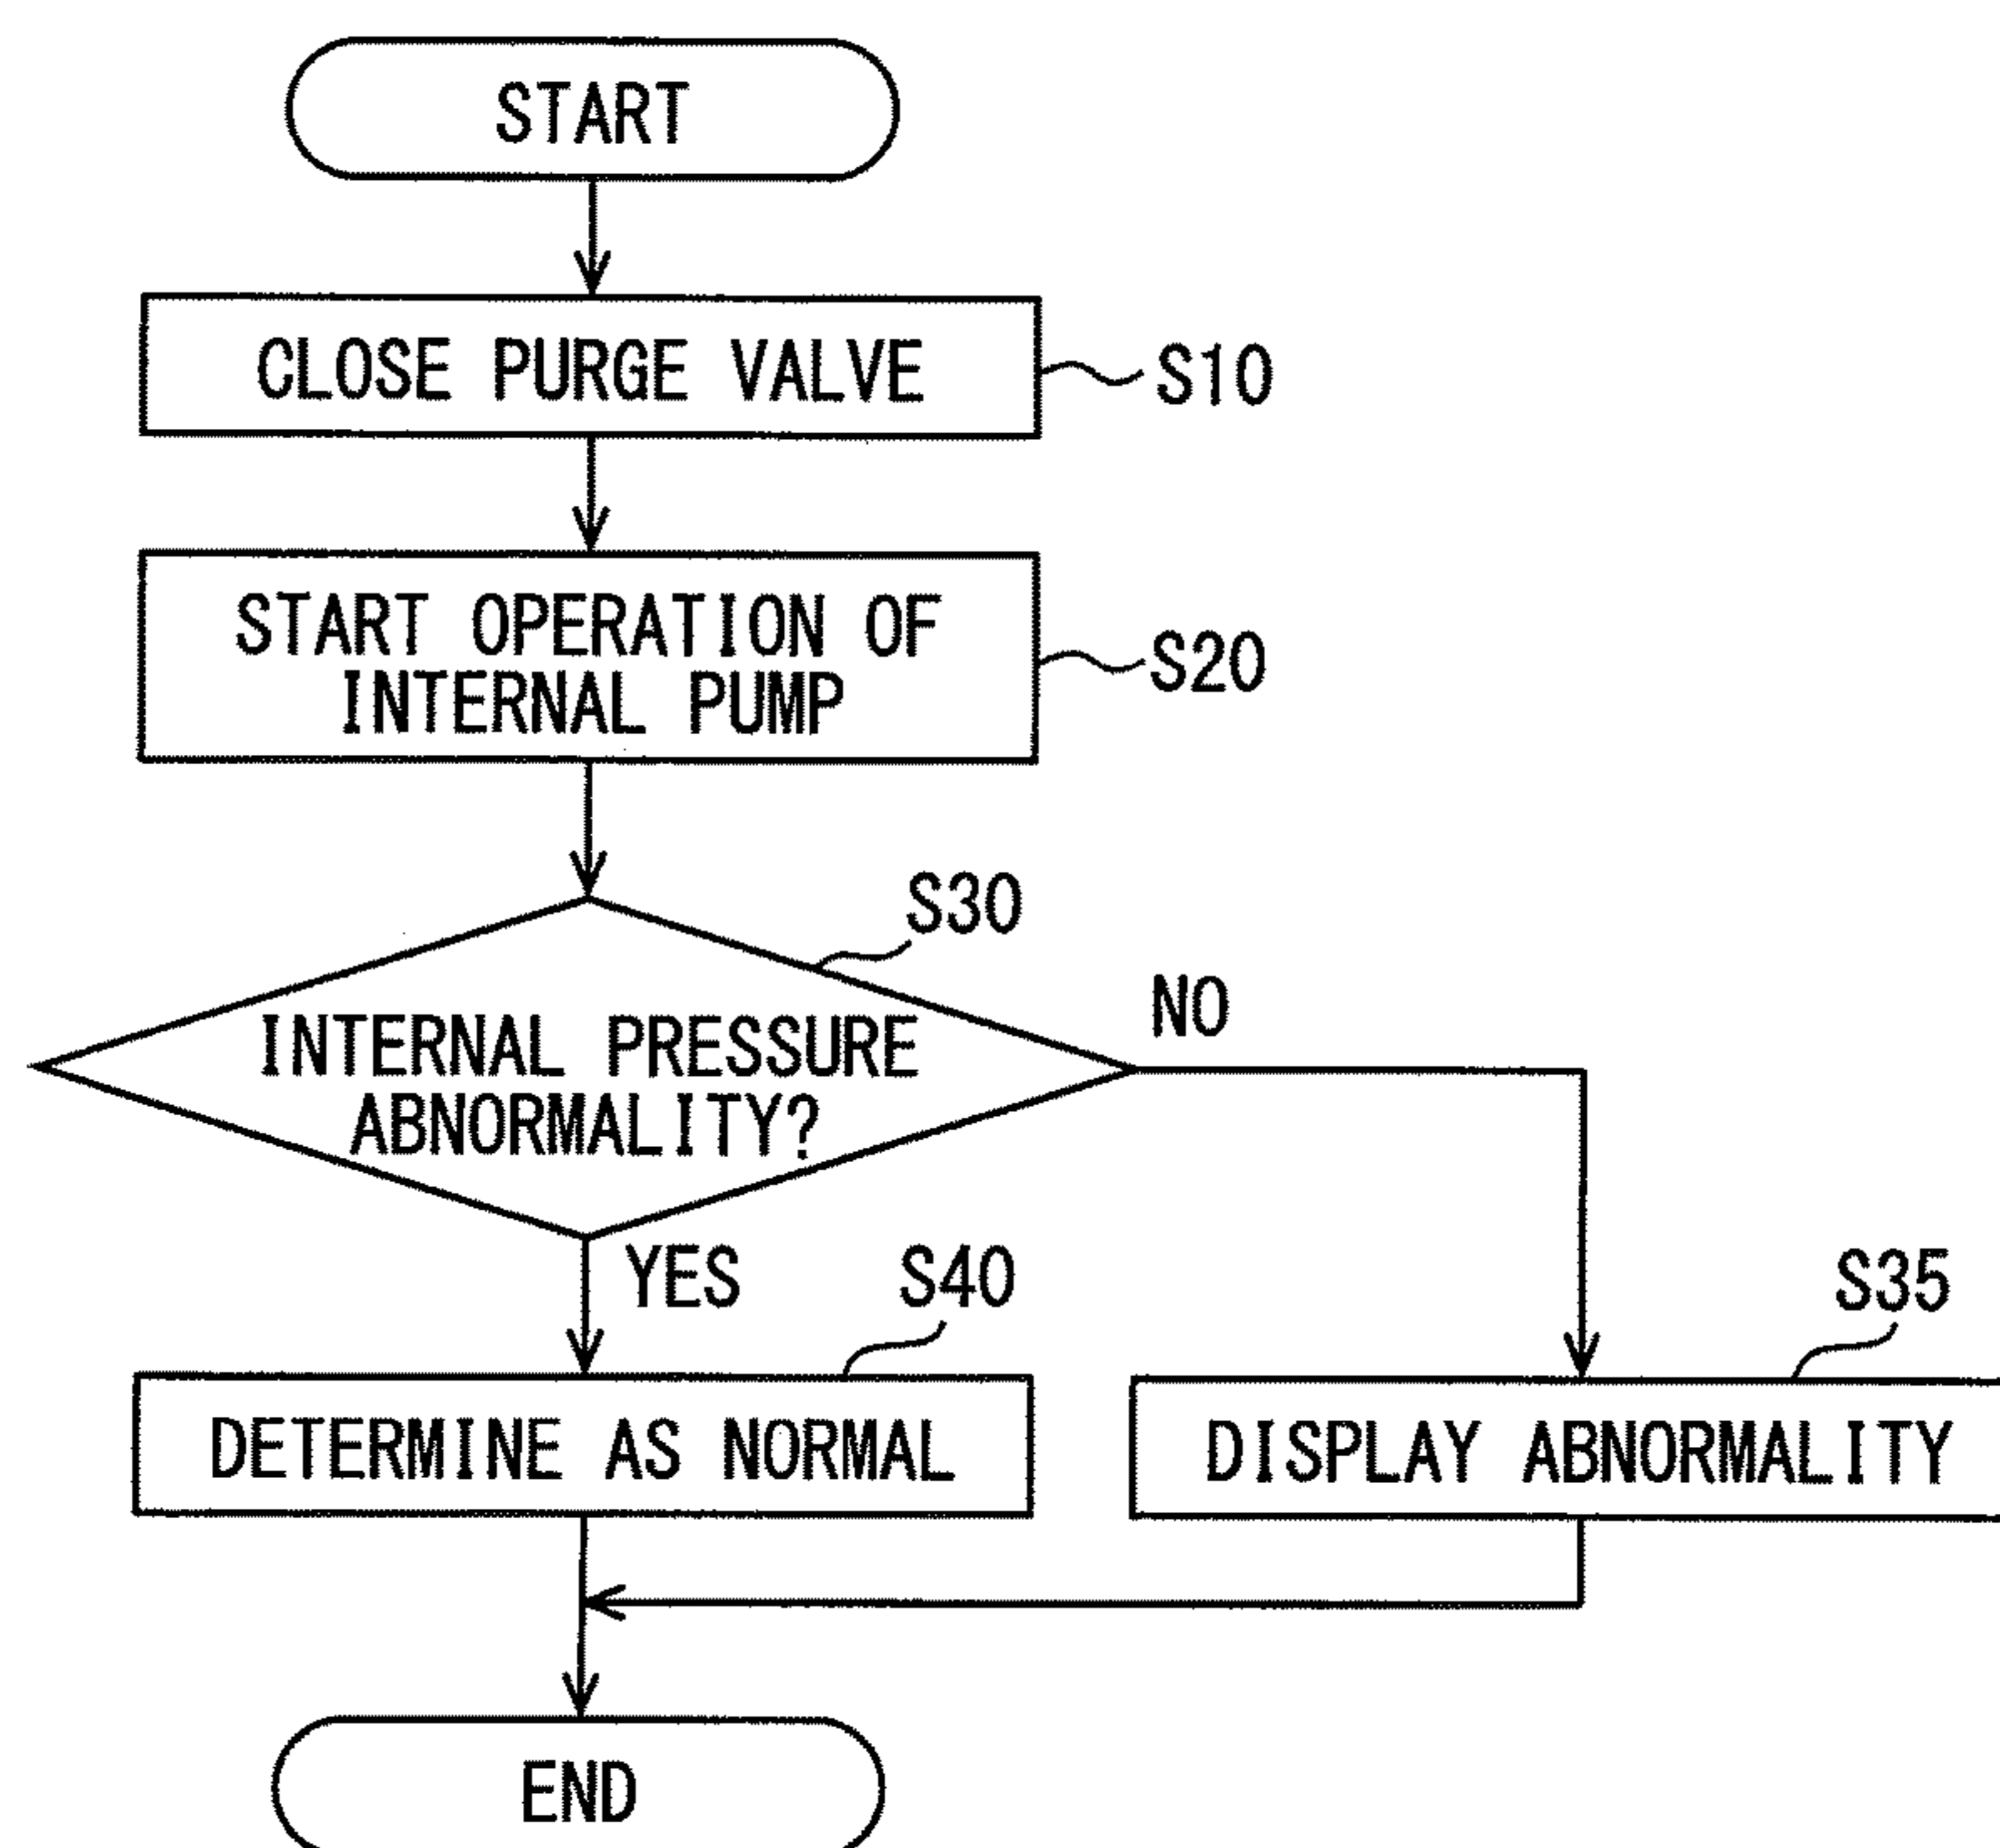 START
CLOSE PURGE VALVE
S10
START OPERATION OF
INTERNAL PUMP
S20
S30
INTERNAL PRESSURE
ABNORMALITY?
NO
YES
S40
S35
DETERMINE AS NORMAL
DISPLAY ABNORMALITY
END